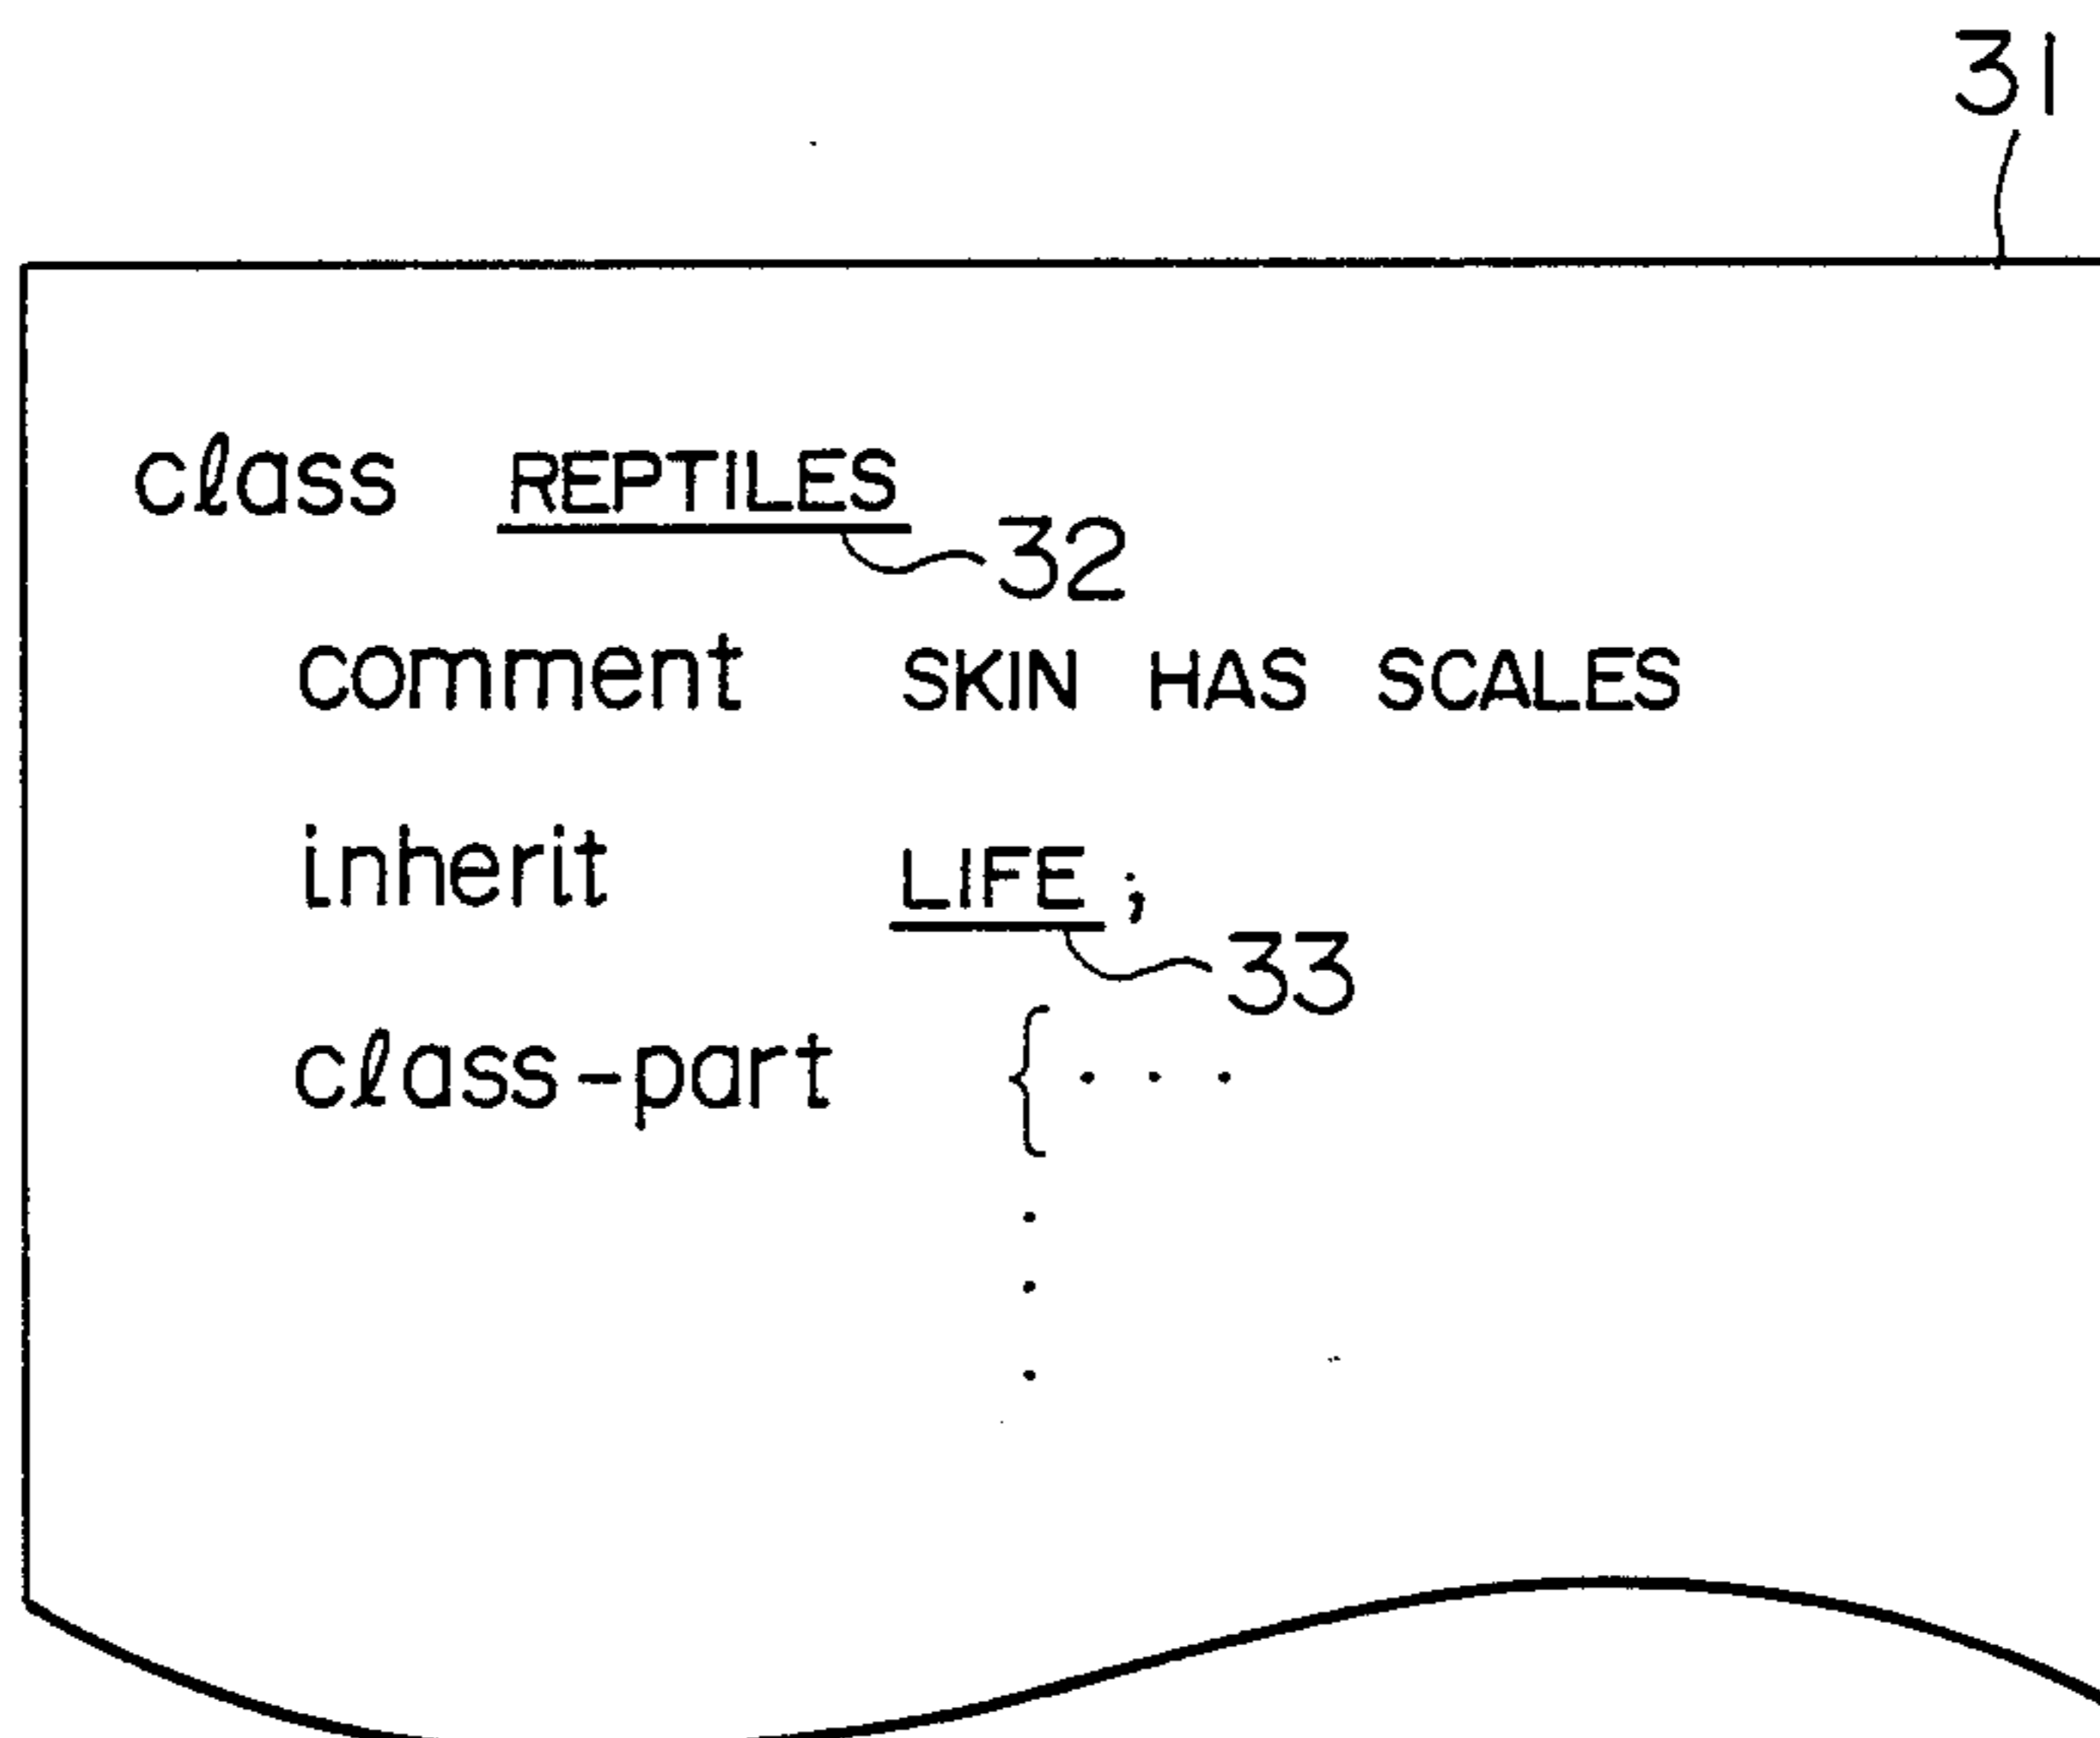 31
class REPTILES
32
comment SKIN HAS SCALES
inherit LIFE ;
33
class-part { . . .